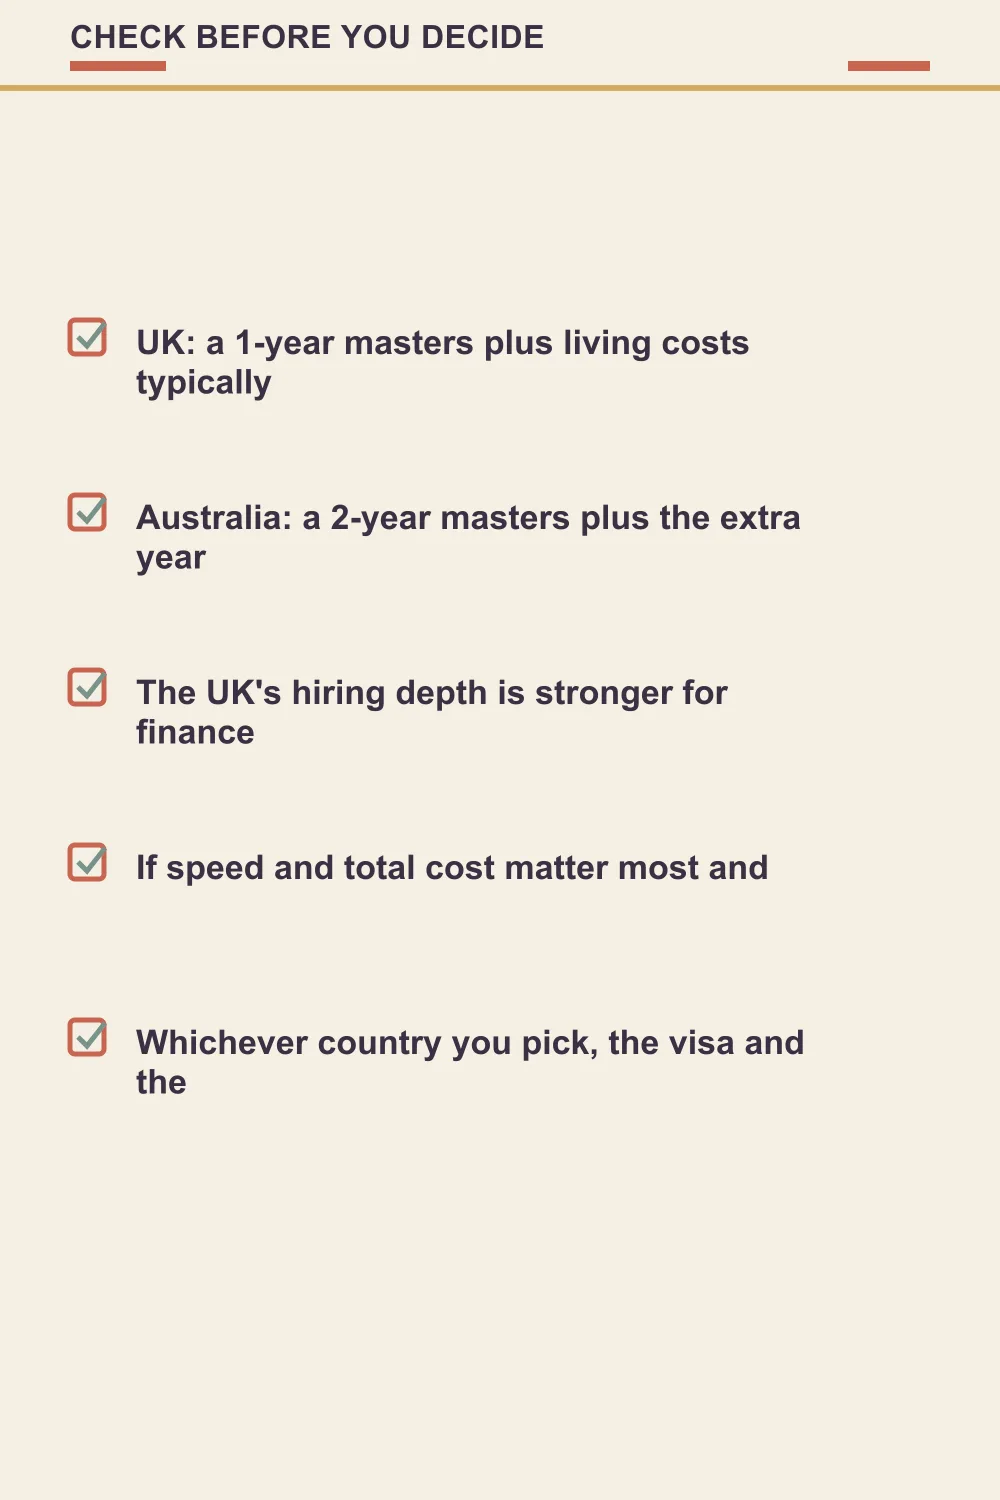 CHECK BEFORE YOU DECIDE
UK: a 1-year masters plus living costs
typically
Australia: a 2-year masters plus the extra
year
The UK's hiring depth is stronger for
finance
If speed and total cost matter most and
Whichever country you pick, the visa and
the